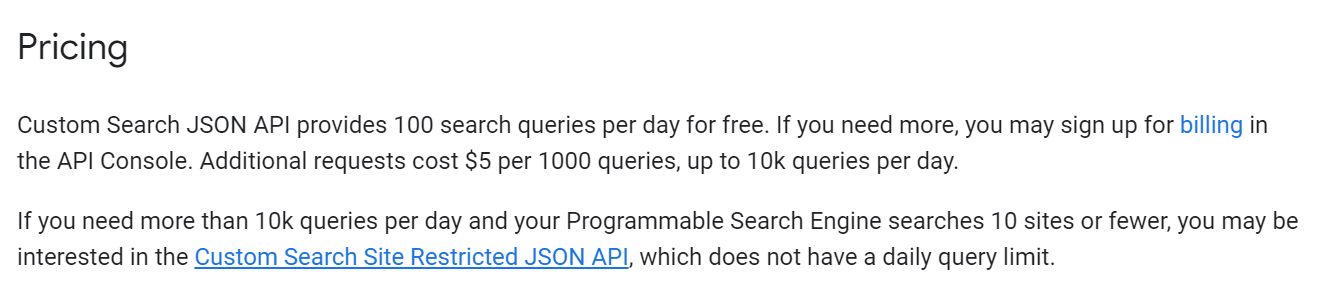 Pricing
Custom Search JSON API provides 100 search queries per day for free. If you need more, you may sign up for billing in
the API Console. Additional requests cost $5 per 1000 queries, up to 10k queries per day.
If you need more than 10k queries per day and your Programmable Search Engine searches 10 sites or fewer, you may be
interested in the Custom Search Site Restricted JSON API, which does not have a daily query limit.